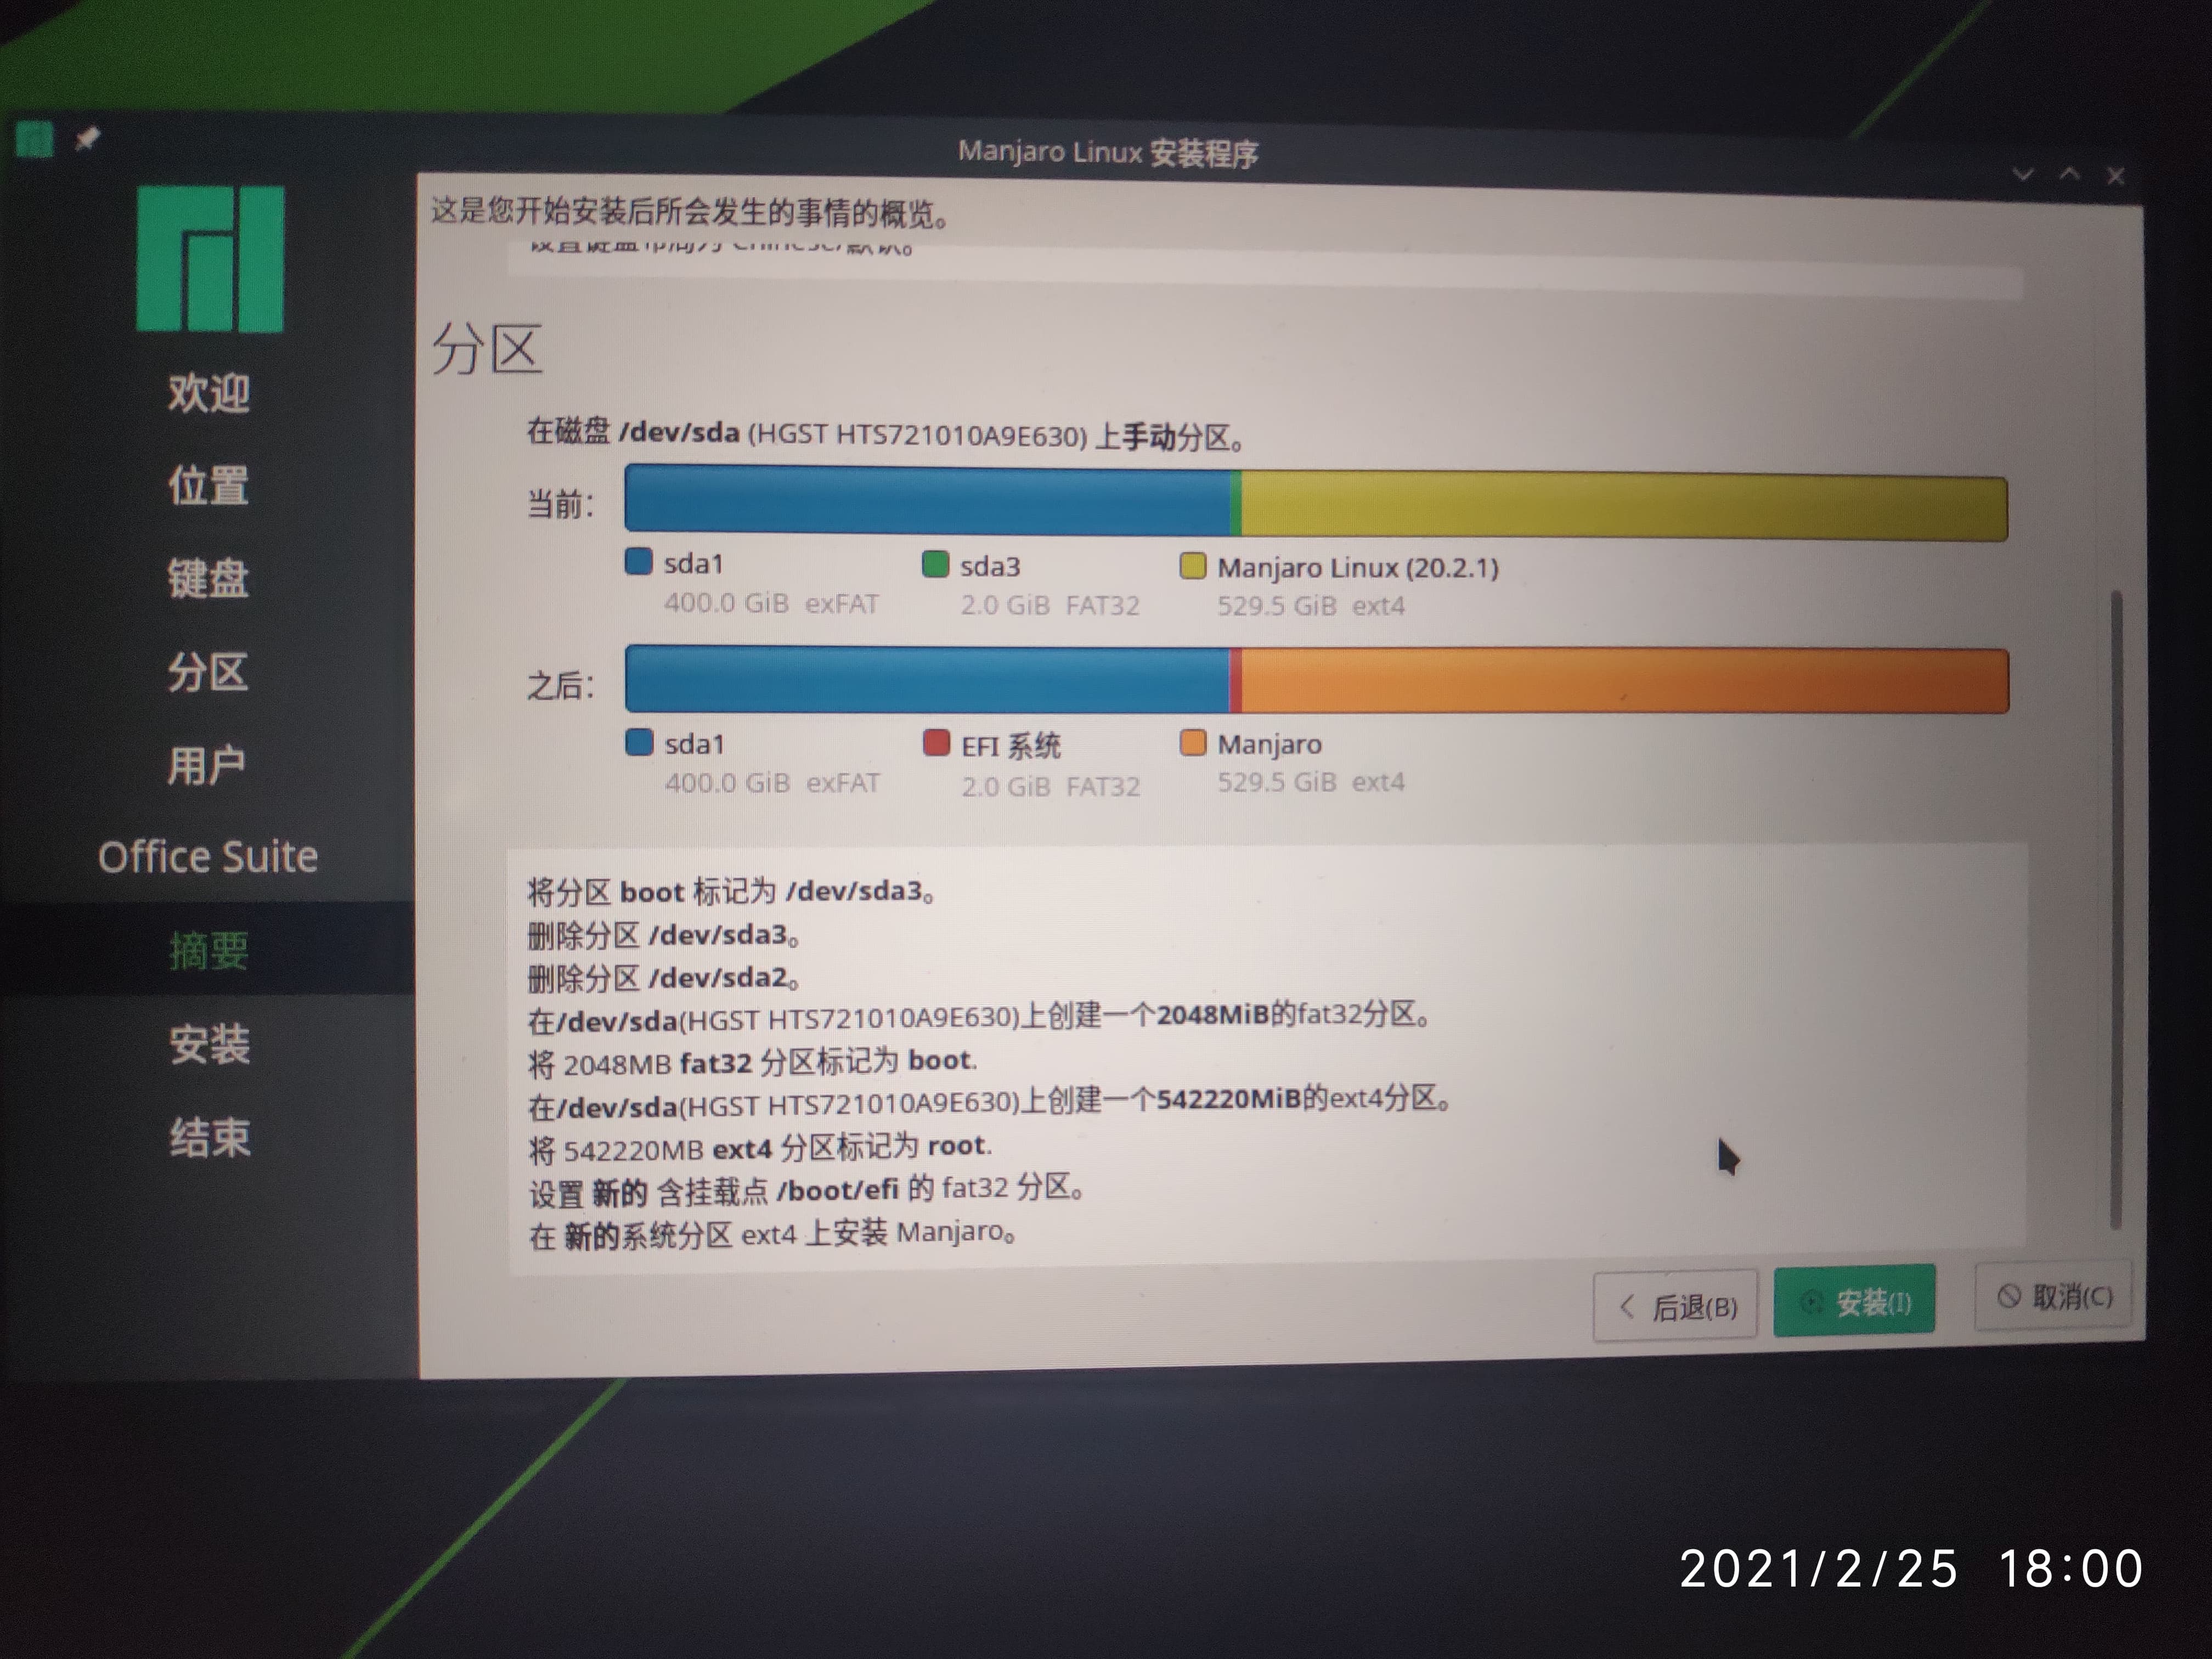 Manjaro Linux 安装程序
这是您开始安装后所会发生的事情的概览。
设置键盘布局为 Chinese/默认。
欢迎
位置
键盘
分区
用户
Office Suite
摘要
安装
结束
分区
在磁盘 /dev/sda (HGST HTS721010A9E630) 上手动分区。
当前：
sda1
400.0 GiB exFAT
sda3
2.0 GiB FAT32
Manjaro Linux (20.2.1)
529.5 GiB ext4
之后：
sda1
400.0 GiB exFAT
EFI 系统
2.0 GiB FAT32
Manjaro
529.5 GiB ext4
将分区 boot 标记为 /dev/sda3。
删除分区 /dev/sda3。
删除分区 /dev/sda2。
在/dev/sda(HGST HTS721010A9E630)上创建一个2048MiB的fat32分区。
将 2048MB fat32 分区标记为 boot.
在/dev/sda(HGST HTS721010A9E630)上创建一个542220MiB的ext4分区。
将 542220MB ext4 分区标记为 root.
设置 新的 含挂载点 /boot/efi 的 fat32 分区。
在 新的系统分区 ext4 上安装 Manjaro。
后退(B)
安装(I)
取消(C)
2021/2/25 18:00